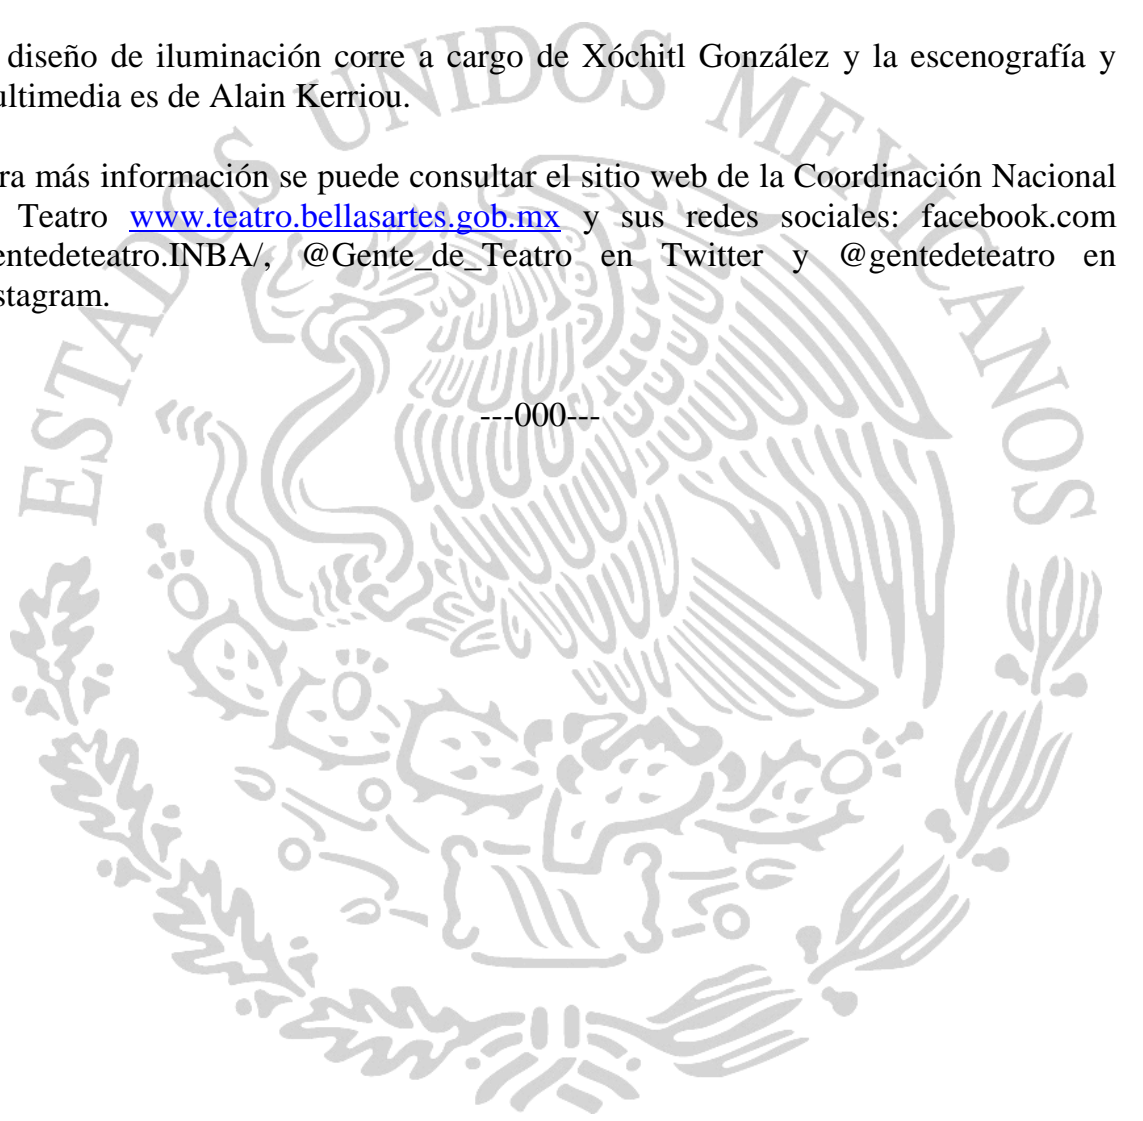 diseño de iluminación corre a cargo de Xóchitl González y la escenografía y
ultimedia es de Alain Kerriou.
ra más información se puede consultar el sitio web de la Coordinación Nacional
Teatro www.teatro.bellasartes.gob.mx y sus redes sociales: facebook.com
entedeteatro.INBA/, @Gente_de_Teatro en Twitter y @gentedeteatro en
stagram.
---000---
ESTADOS UNIDOS MEXICANOS